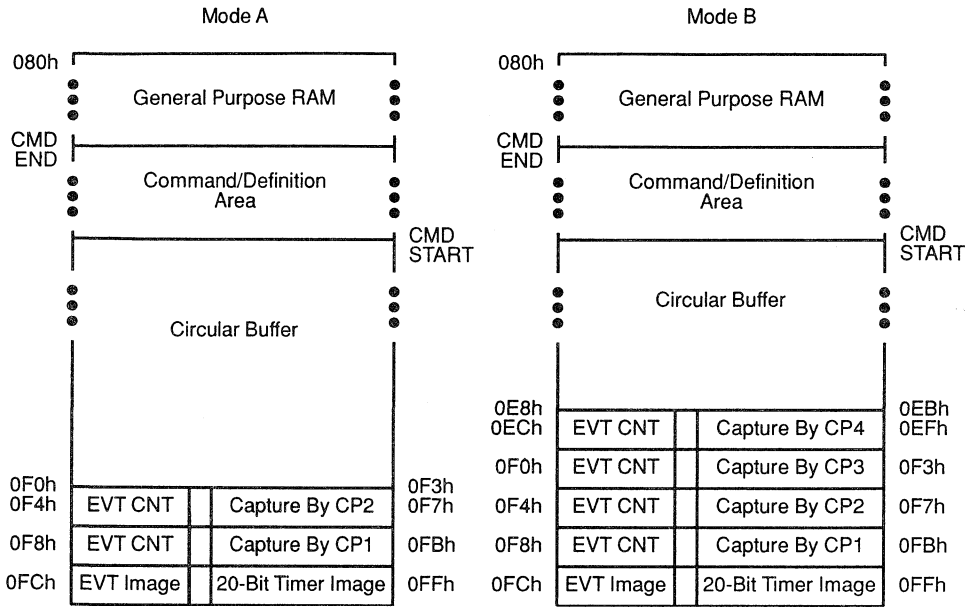 Mode A
080h
General Purpose RAM
CMD
END
Command/Definition
Area
CMD
START
Circular Buffer
0F0h
0F3h
0F4h
EVT CNT
Capture By CP2
0F7h
0F8h
EVT CNT
Capture By CP1
0FBh
0FCh
EVT Image
20-Bit Timer Image
0FFh
Mode B
080h
General Purpose RAM
CMD
END
Command/Definition
Area
CMD
START
Circular Buffer
0E8h
0EBh
0ECh
EVT CNT
Capture By CP4
0EFh
0F0h
EVT CNT
Capture By CP3
0F3h
0F4h
EVT CNT
Capture By CP2
0F7h
0F8h
EVT CNT
Capture By CP1
0FBh
0FCh
EVT Image
20-Bit Timer Image
0FFh